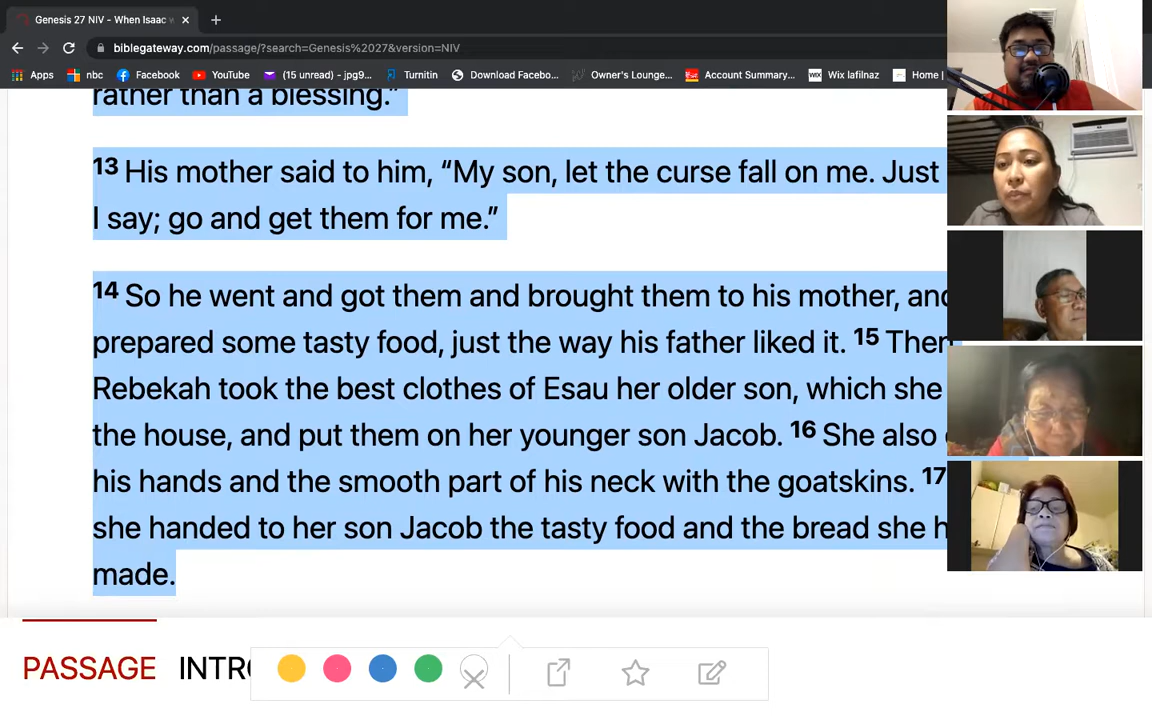 Genesis 27 NIV - When Isaac w
biblegateway.com/passage/?search=Genesis%2027&version=NIV
Apps nbc Facebook YouTube (15 unread) - jpg9... Turnitin Download Facebo... Owner's Lounge... Account Summary... WIX Wix lafilnaz Home |
rather than a blessing.”
13 His mother said to him, “My son, let the curse fall on me. Just
I say; go and get them for me.”
14 So he went and got them and brought them to his mother, and
prepared some tasty food, just the way his father liked it. 15 Then
Rebekah took the best clothes of Esau her older son, which she
the house, and put them on her younger son Jacob. 16 She also
his hands and the smooth part of his neck with the goatskins. 17
she handed to her son Jacob the tasty food and the bread she h
made.
PASSAGE INTRO